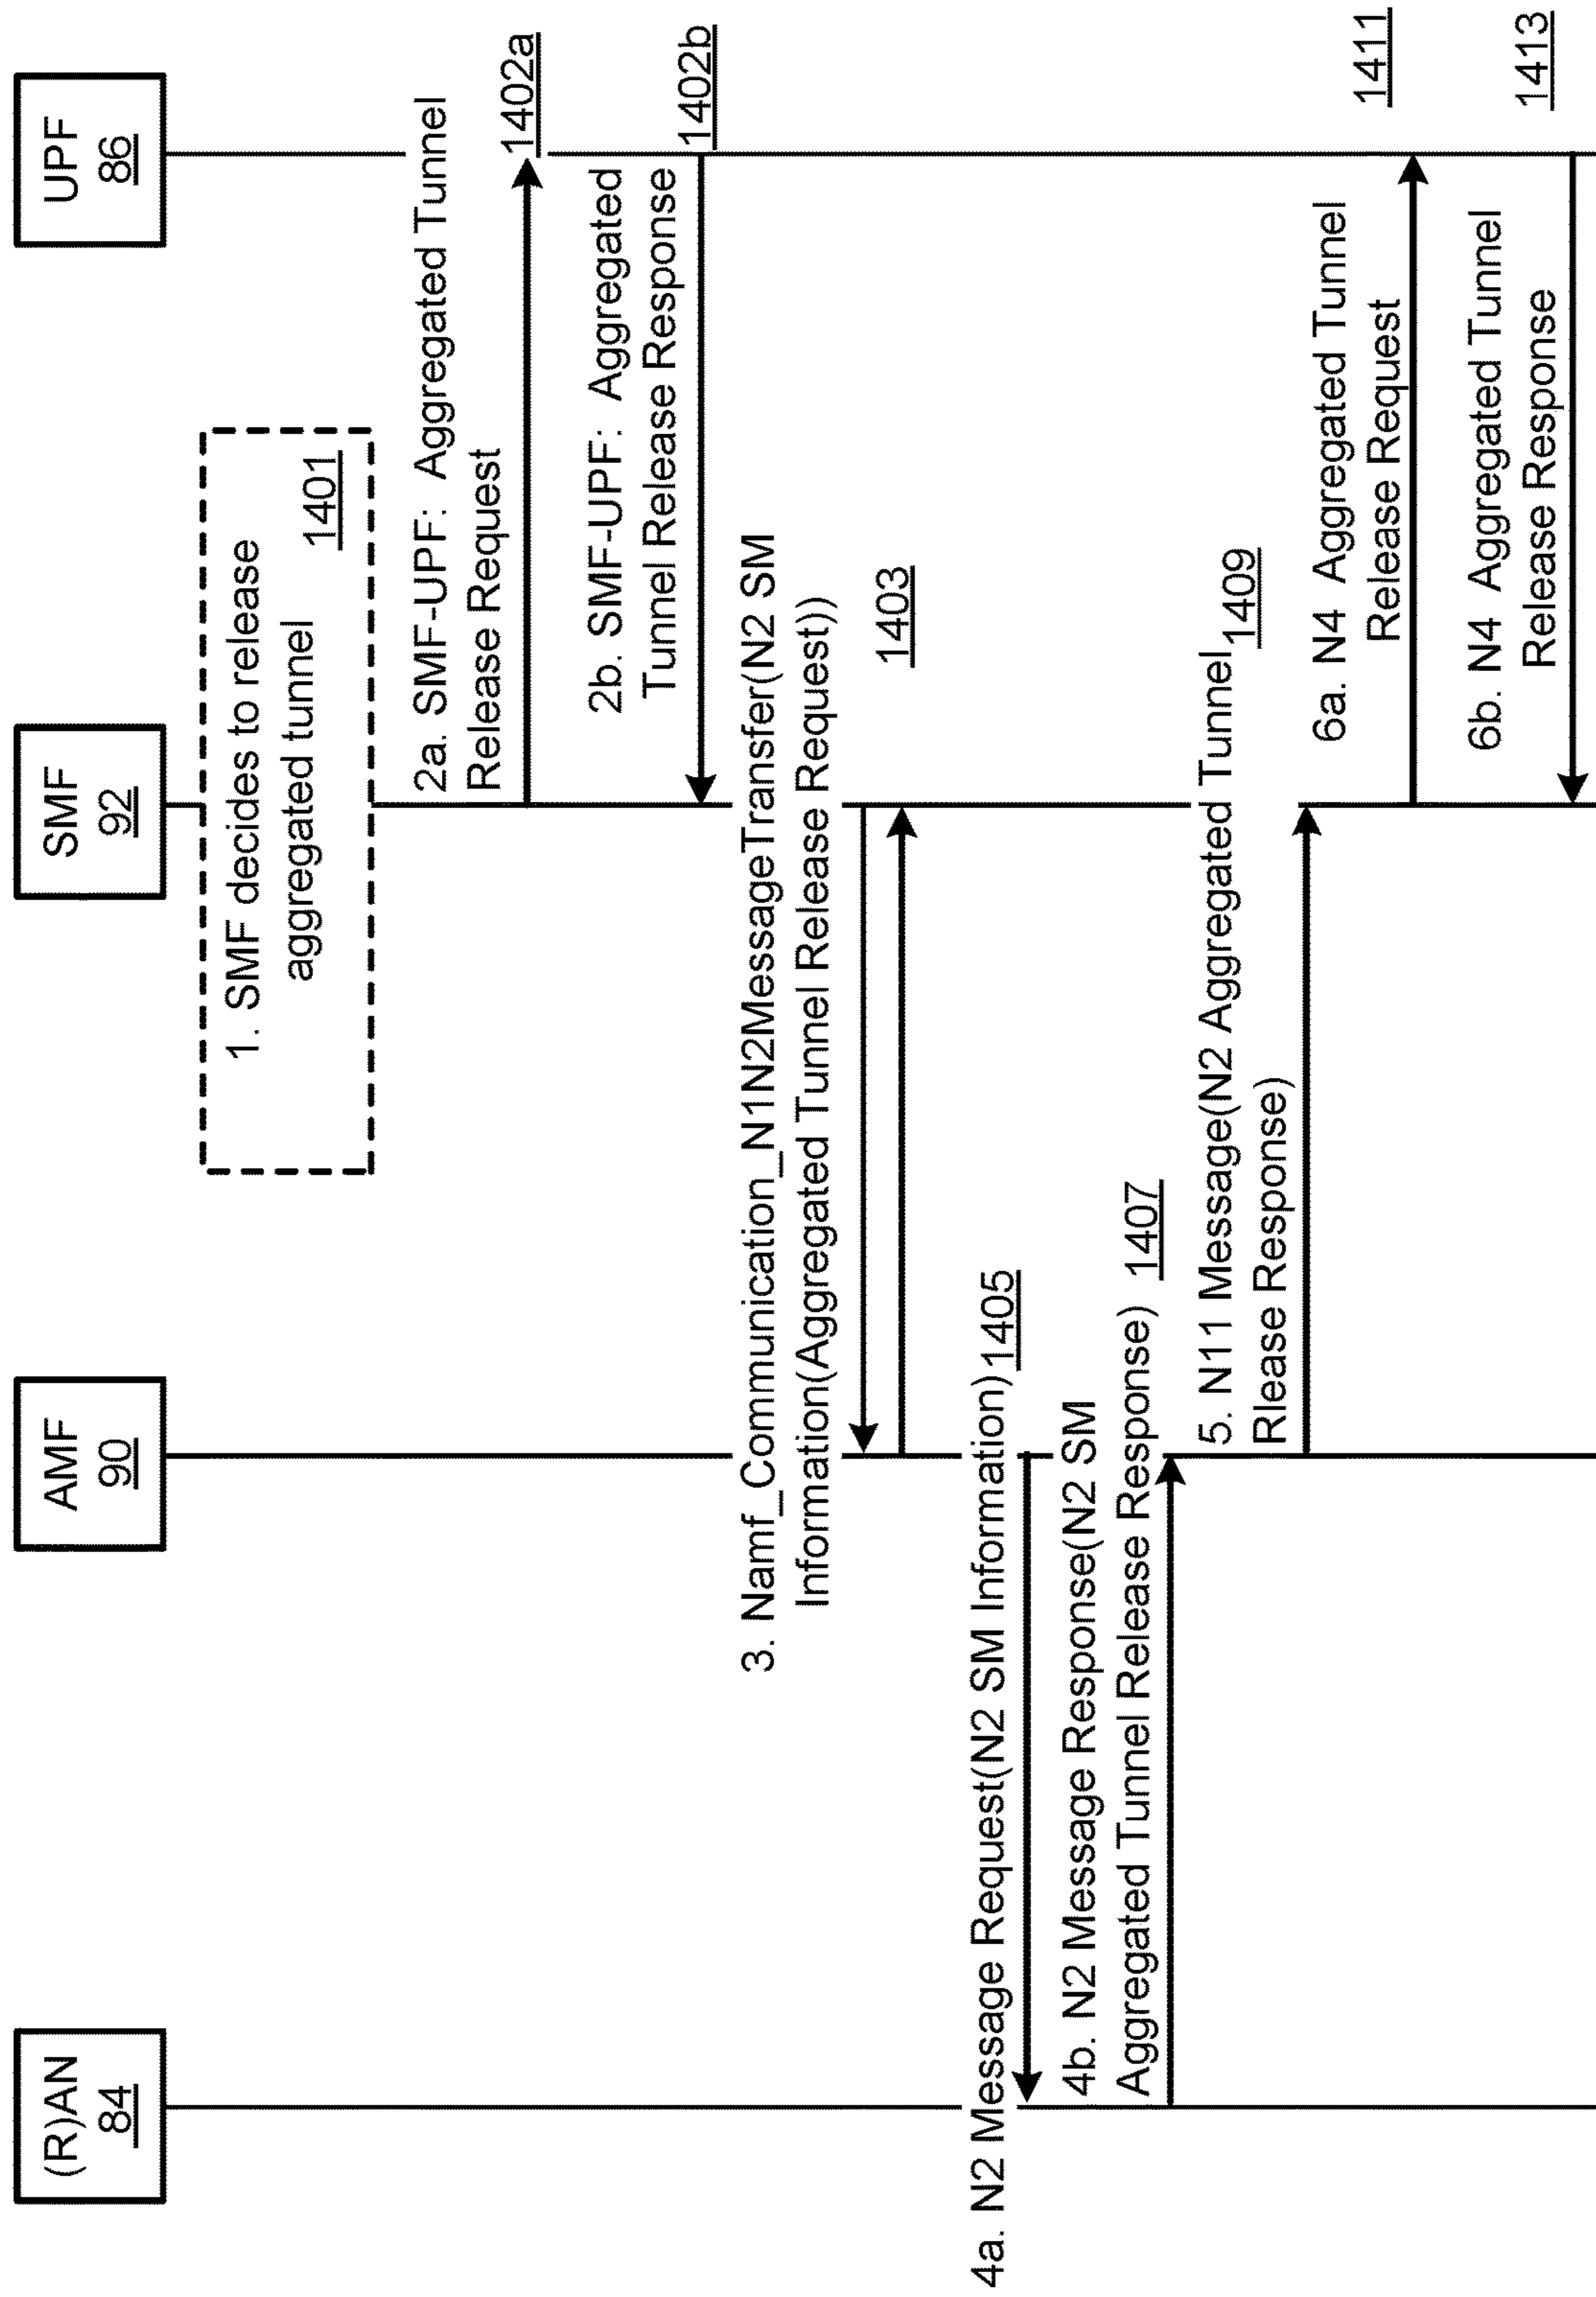 (R)AN
84
AMF
90
SMF
92
UPF
86
1. SMF decides to release
aggregated tunnel
1401
2a. SMF-UPF: Aggregated Tunnel
Release Request
1402a
2b. SMF-UPF: Aggregated
Tunnel Release Response
1402b
3. Namf_Communication_N1N2MessageTransfer(N2 SM
Information(Aggregated Tunnel Release Request))
1403
4a. N2 Message Request(N2 SM Information)
1405
4b. N2 Message Response(N2 SM
Aggregated Tunnel Release Response)
1407
5. N11 Message(N2 Aggregated Tunnel
Rlease Response)
1409
6a. N4 Aggregated Tunnel
Release Request
1411
6b. N4 Aggregated Tunnel
Release Response
1413